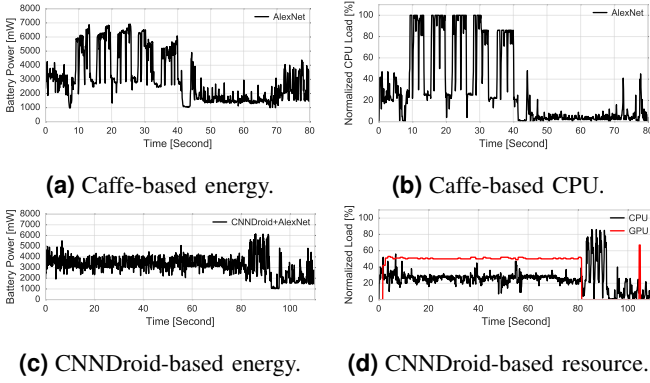 8000
7000
6000
5000
4000
3000
2000
1000
0
Battery Power [mW]
AlexNet
0 10 20 30 40 50 60 70 80
Time [Second]
(a) Caffe-based energy.
100
80
60
40
20
0
Normalized CPU Load [%]
AlexNet
0 10 20 30 40 50 60 70 80
Time [Second]
(b) Caffe-based CPU.
8000
7000
6000
5000
4000
3000
2000
1000
0
Battery Power [mW]
CNNDroid+AlexNet
0 20 40 60 80 100
Time [Second]
(c) CNNDroid-based energy.
100
80
60
40
20
0
Normalized Load [%]
CPU
GPU
0 20 40 60 80 100
Time [Second]
(d) CNNDroid-based resource.